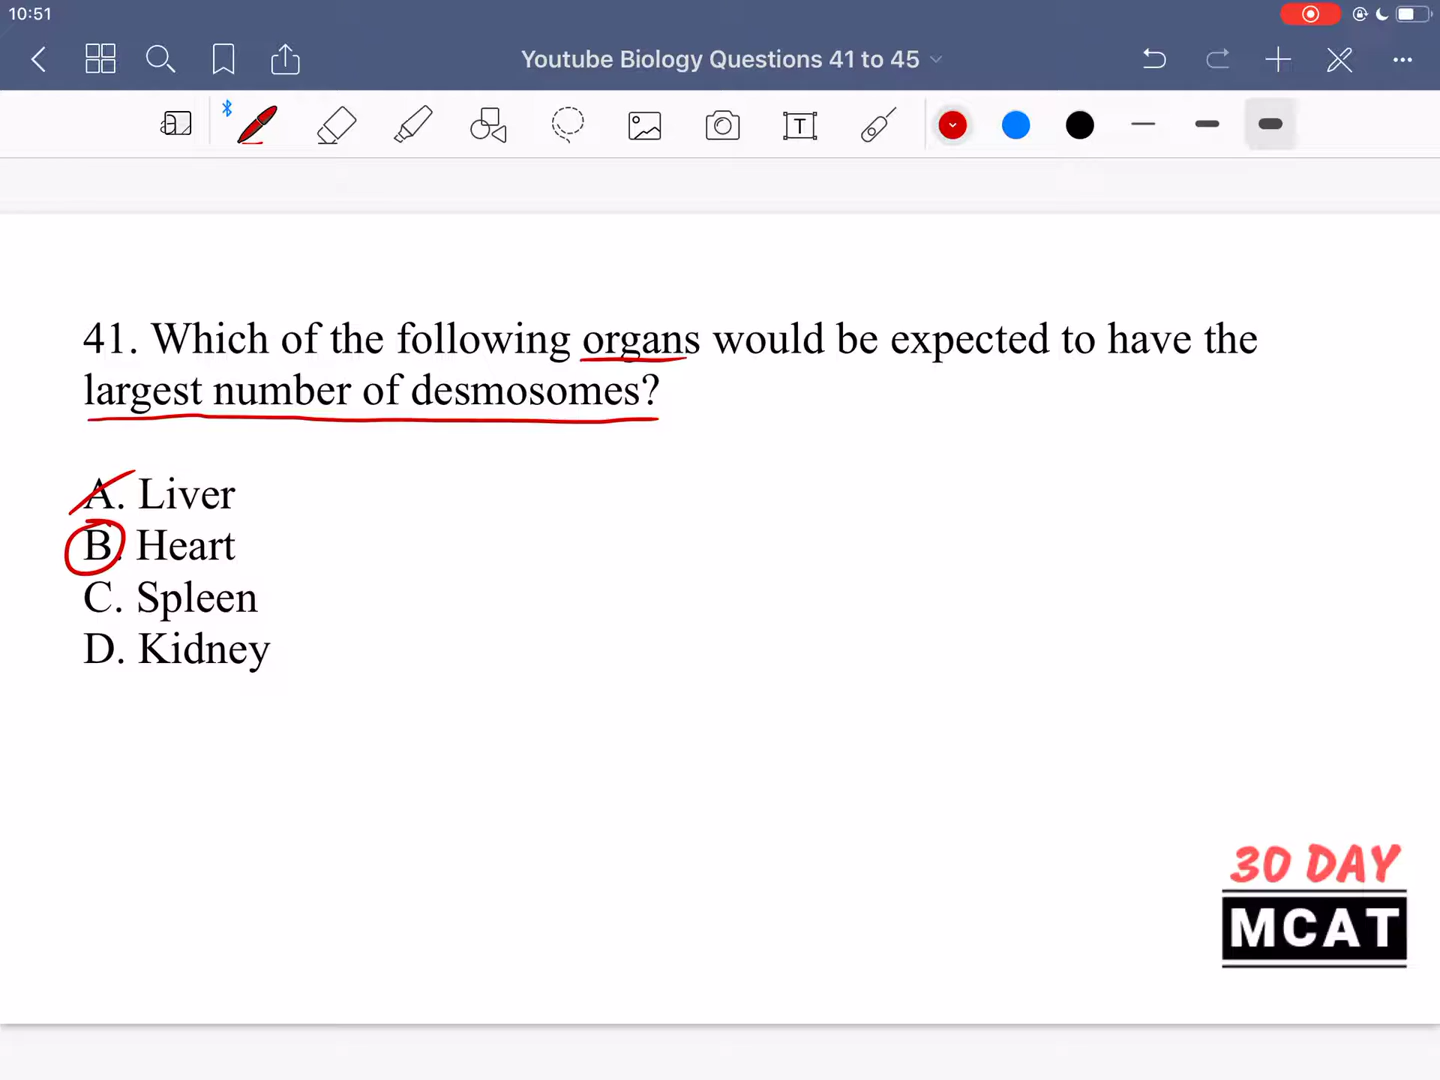 10:51
Youtube Biology Questions 41 to 45
41. Which of the following organs would be expected to have the
largest number of desmosomes?
A. Liver
B. Heart
C. Spleen
D. Kidney
30 DAY
MCAT